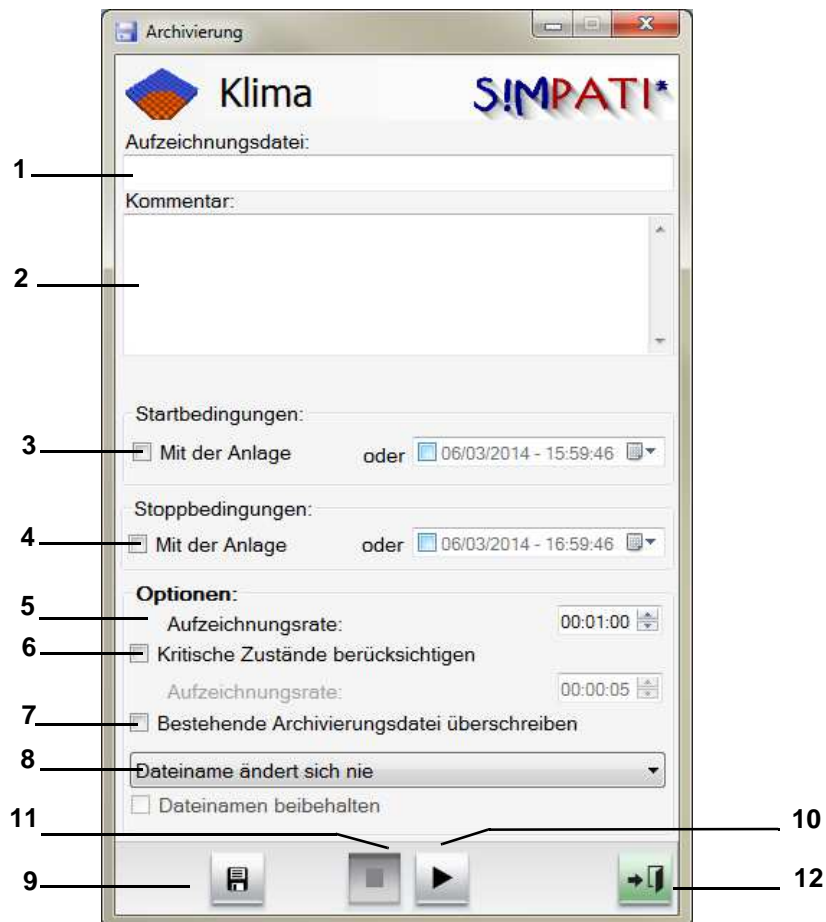 Archivierung
Klima S!MPATI*
Aufzeichnungsdatei:
1
Kommentar:
2
Startbedingungen:
3 Mit der Anlage oder 06/03/2014 - 15:59:46
Stoppbedingungen:
4 Mit der Anlage oder 06/03/2014 - 16:59:46
Optionen:
5 Aufzeichnungsrate: 00:01:00
6 Kritische Zustände berücksichtigen
Aufzeichnungsrate: 00:00:05
7 Bestehende Archivierungsdatei überschreiben
8 Dateiname ändert sich nie
Dateinamen beibehalten
11 10
9 12